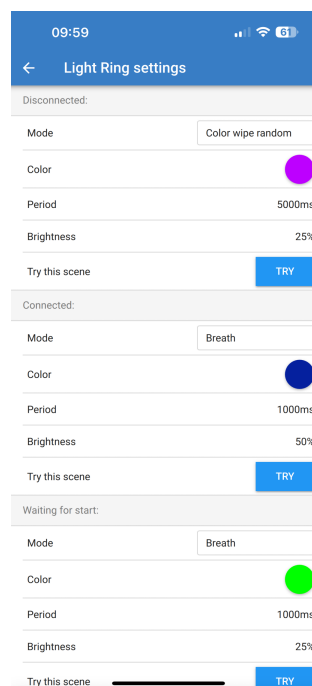 09:59
61
Light Ring settings
Disconnected:
Mode Color wipe random
Color
Period 5000ms
Brightness 25%
Try this scene TRY
Connected:
Mode Breath
Color
Period 1000ms
Brightness 50%
Try this scene TRY
Waiting for start:
Mode Breath
Color
Period 1000ms
Brightness 25%
Try this scene TRY